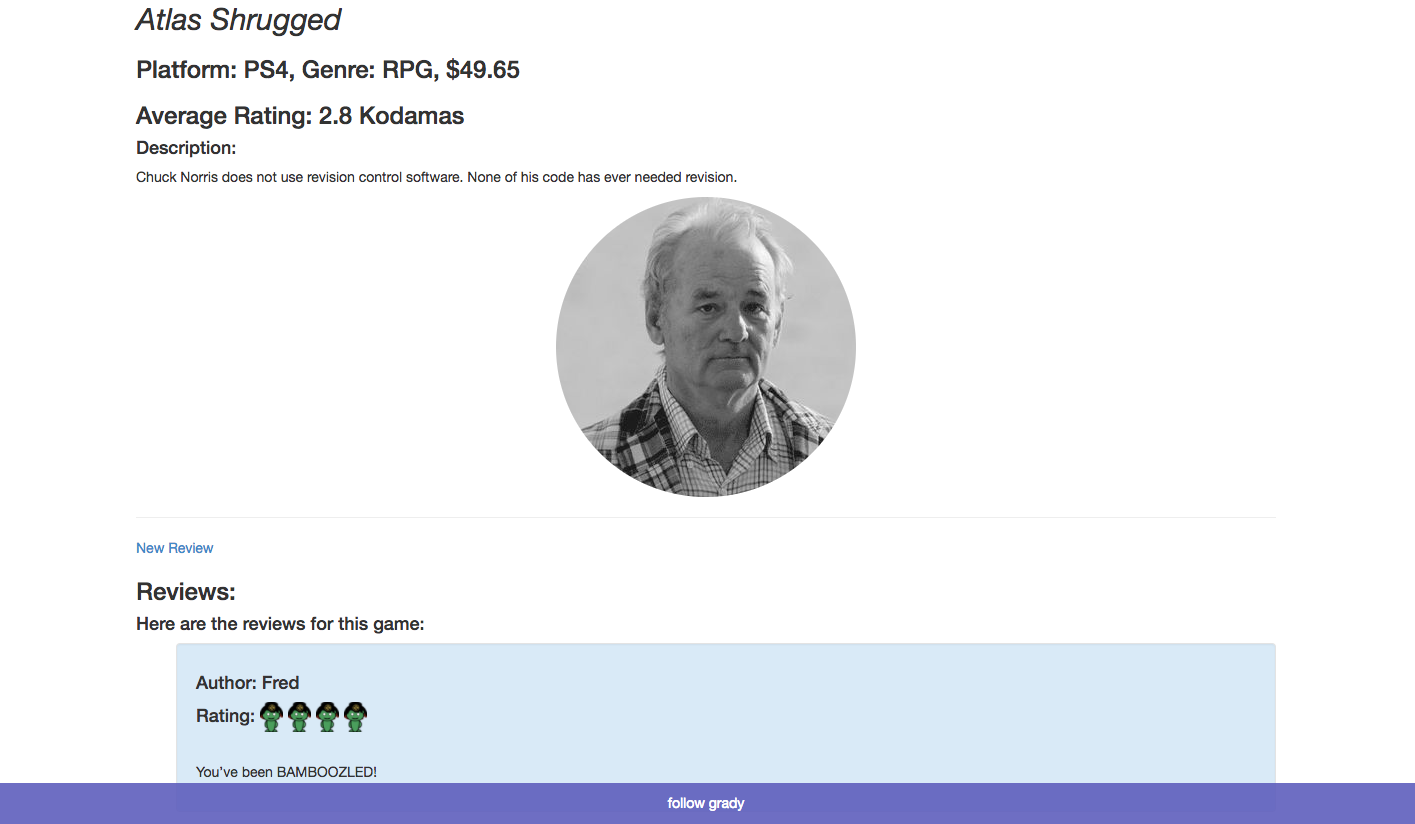 Atlas Shrugged
Platform: PS4, Genre: RPG, $49.65
Average Rating: 2.8 Kodamas
Description:
Chuck Norris does not use revision control software. None of his code has ever needed revision.
New Review
Reviews:
Here are the reviews for this game:
Author: Fred
Rating:
You've been BAMBOOZLED!
follow grady